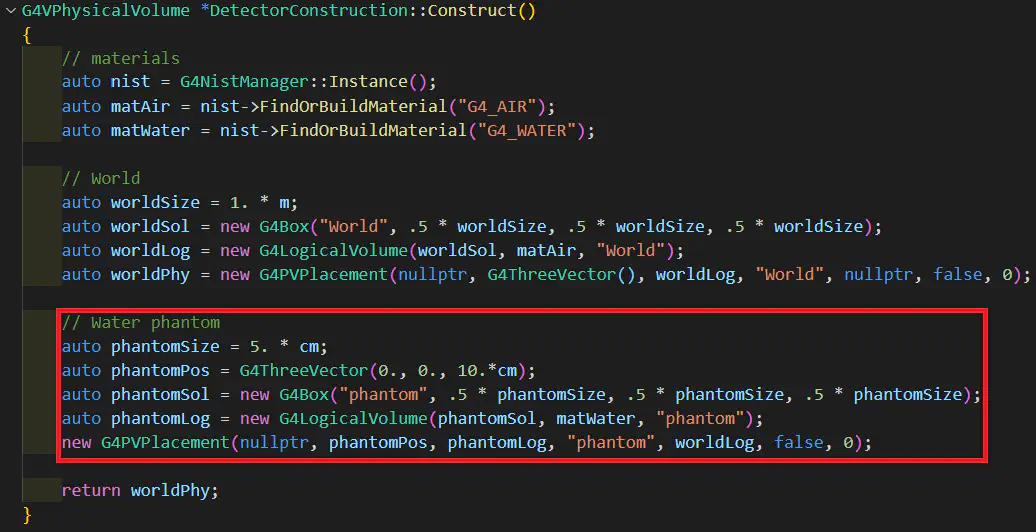 G4VPhysicalVolume *DetectorConstruction::Construct()
{
// materials
auto nist = G4NistManager::Instance();
auto matAir = nist->FindOrBuildMaterial("G4_AIR");
auto matWater = nist->FindOrBuildMaterial("G4_WATER");
// World
auto worldSize = 1. * m;
auto worldSol = new G4Box("World", .5 * worldSize, .5 * worldSize, .5 * worldSize);
auto worldLog = new G4LogicalVolume(worldSol, matAir, "World");
auto worldPhy = new G4PVPlacement(nullptr, G4ThreeVector(), worldLog, "World", nullptr, false, 0);
// Water phantom
auto phantomSize = 5. * cm;
auto phantomPos = G4ThreeVector(0., 0., 10.*cm);
auto phantomSol = new G4Box("phantom", .5 * phantomSize, .5 * phantomSize, .5 * phantomSize);
auto phantomLog = new G4LogicalVolume(phantomSol, matWater, "phantom");
new G4PVPlacement(nullptr, phantomPos, phantomLog, "phantom", worldLog, false, 0);
return worldPhy;
}